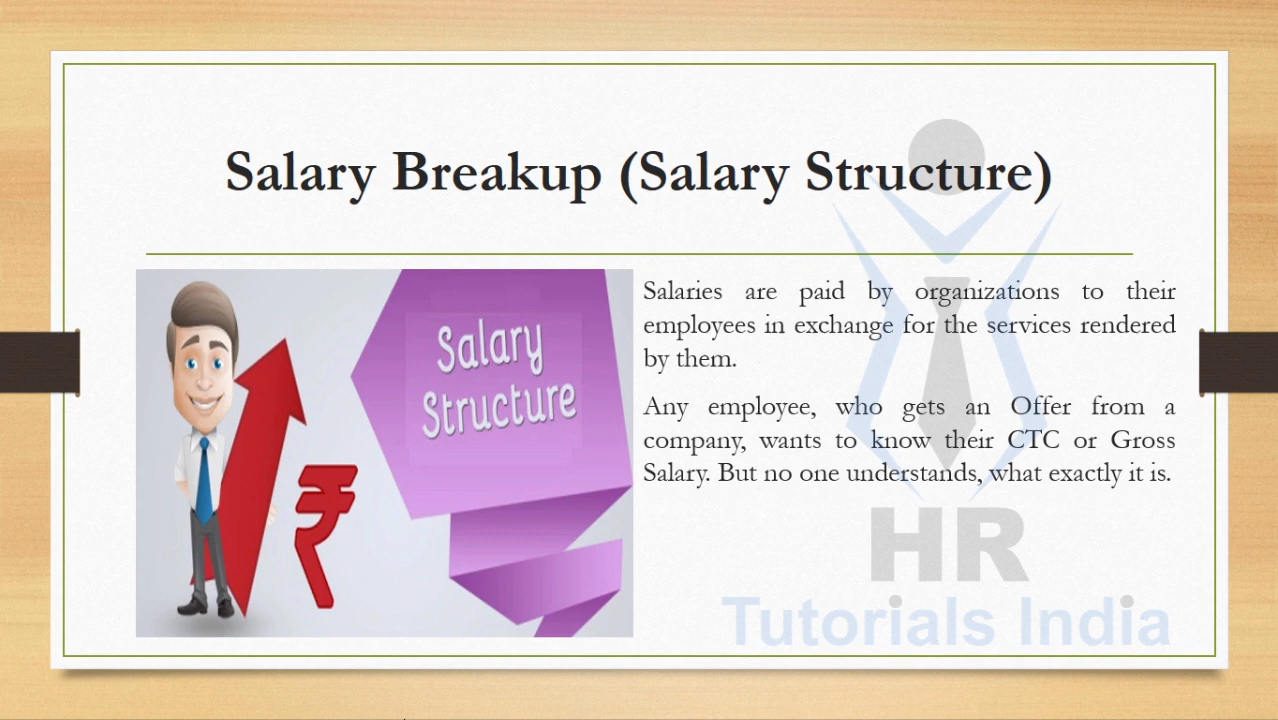 Salary Breakup (Salary Structure)
Salary
Structure
₹
Salaries are paid by organizations to their
employees in exchange for the services rendered
by them.
Any employee, who gets an Offer from a
company, wants to know their CTC or Gross
Salary. But no one understands, what exactly it is.
HR
Tutorials India